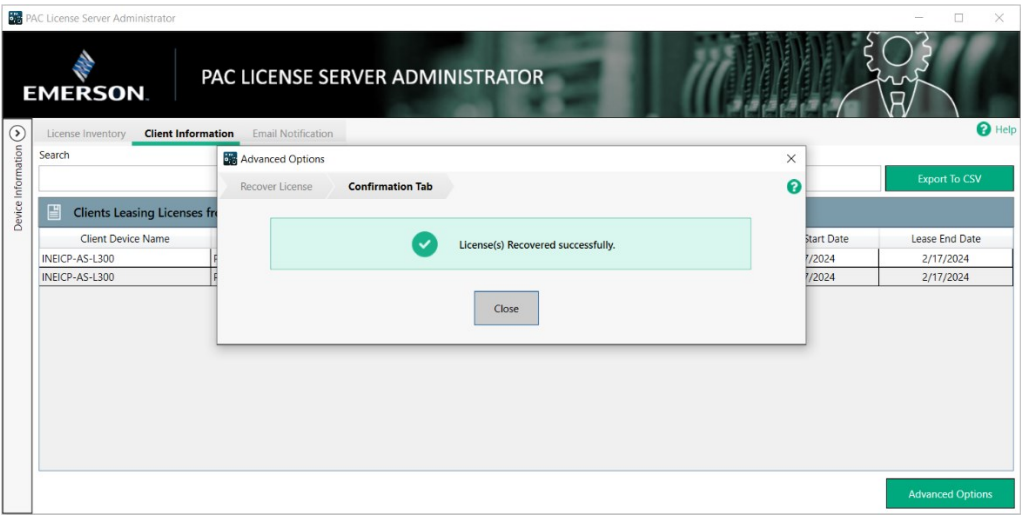 PAC License Server Administrator
EMERSON
PAC LICENSE SERVER ADMINISTRATOR
License Inventory Client Information Email Notification
Help
Device Information
Search
Export To CSV
Clients Leasing Licenses
Client Device Name
Start Date
Lease End Date
INEICP-AS-L300
7/2024
2/17/2024
INEICP-AS-L300
7/2024
2/17/2024
Advanced Options
Recover License Confirmation Tab
License(s) Recovered successfully.
Close
Advanced Options